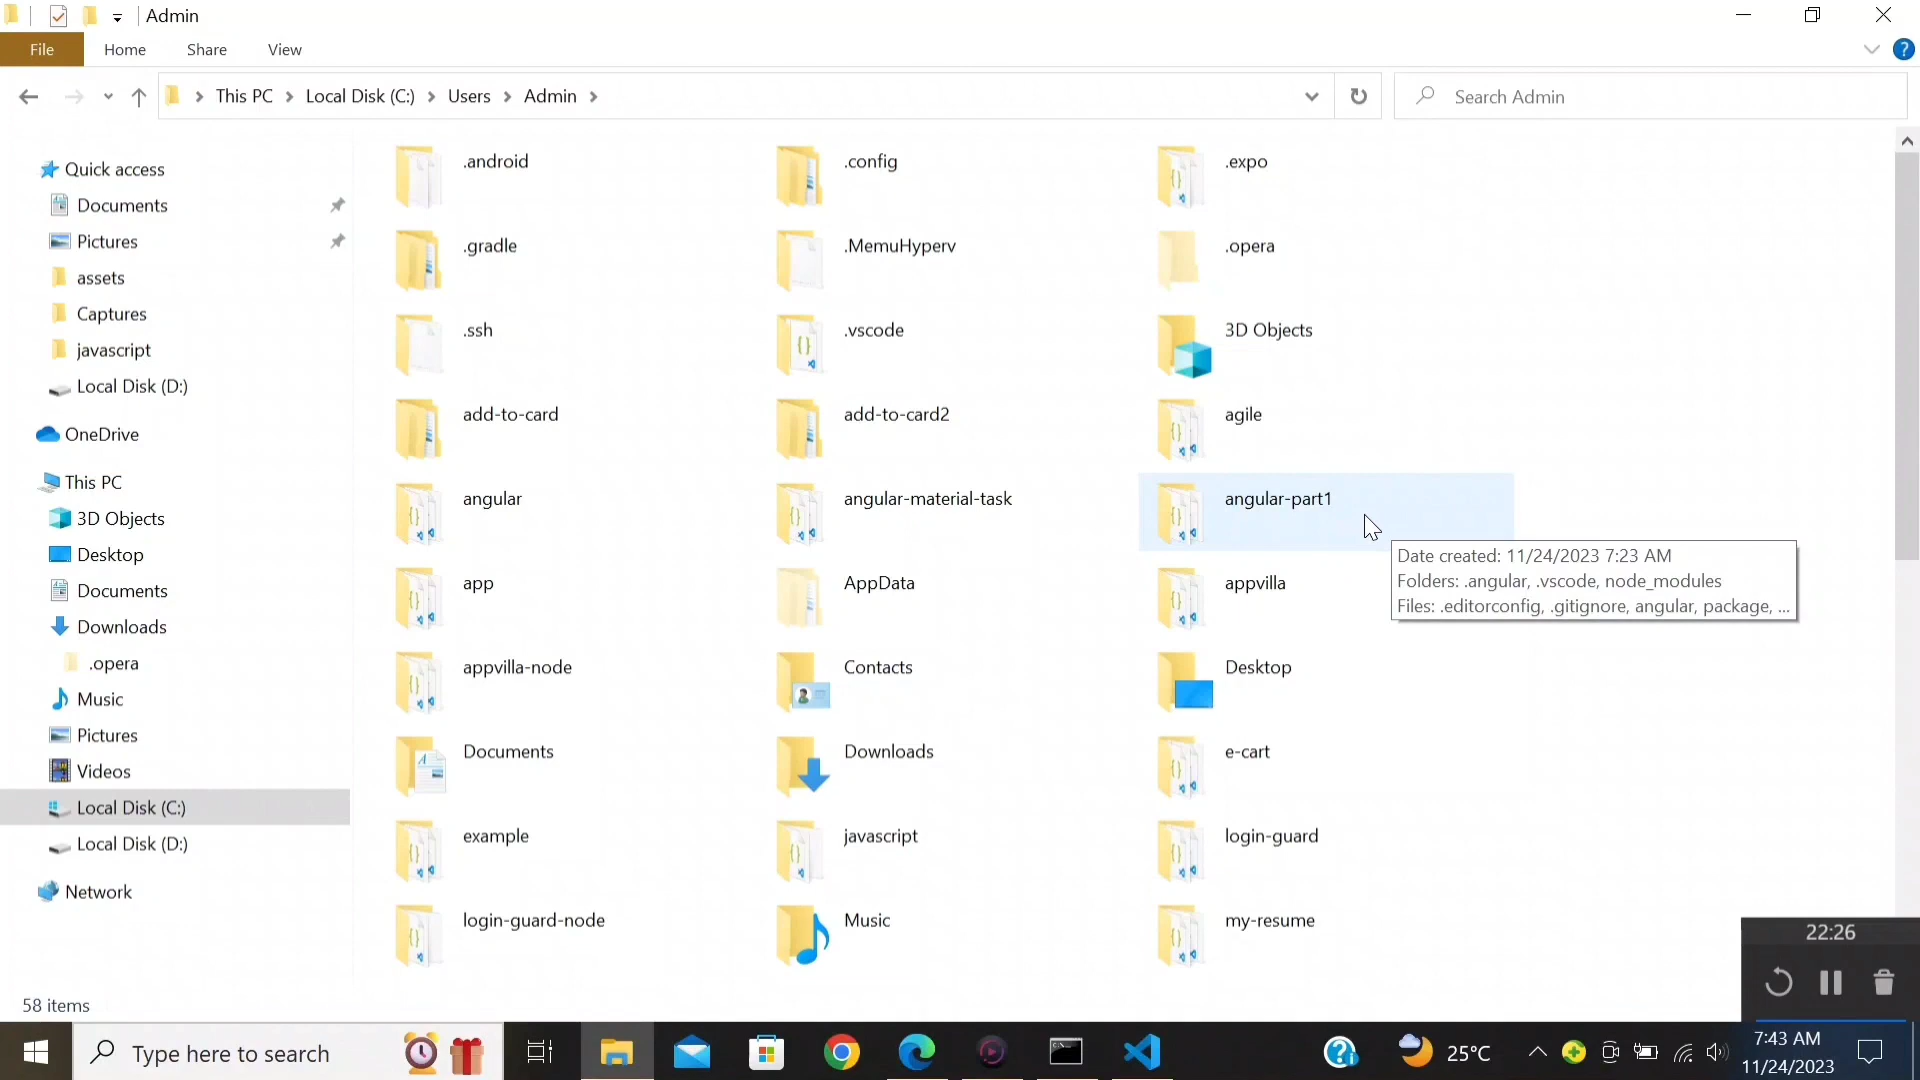 Admin
File Home Share View
This PC Local Disk (C:) Users Admin
Search Admin
Quick access
Documents
Pictures
assets
Captures
javascript
Local Disk (D:)
OneDrive
This PC
3D Objects
Desktop
Documents
Downloads
.opera
Music
Pictures
Videos
Local Disk (C:)
Local Disk (D:)
Network
.android .config .expo
.gradle .MemuHyperv .opera
.ssh .vscode 3D Objects
add-to-card add-to-card2 agile
angular angular-material-task angular-part1
app AppData appvilla
appvilla-node Contacts Desktop
Documents Downloads e-cart
example javascript login-guard
login-guard-node Music my-resume
Date created: 11/24/2023 7:23 AM
Folders: .angular, .vscode, node_modules
Files: .editorconfig, .gitignore, angular, package, ...
22:26
58 items
Type here to search
25°C
7:43 AM
11/24/2023